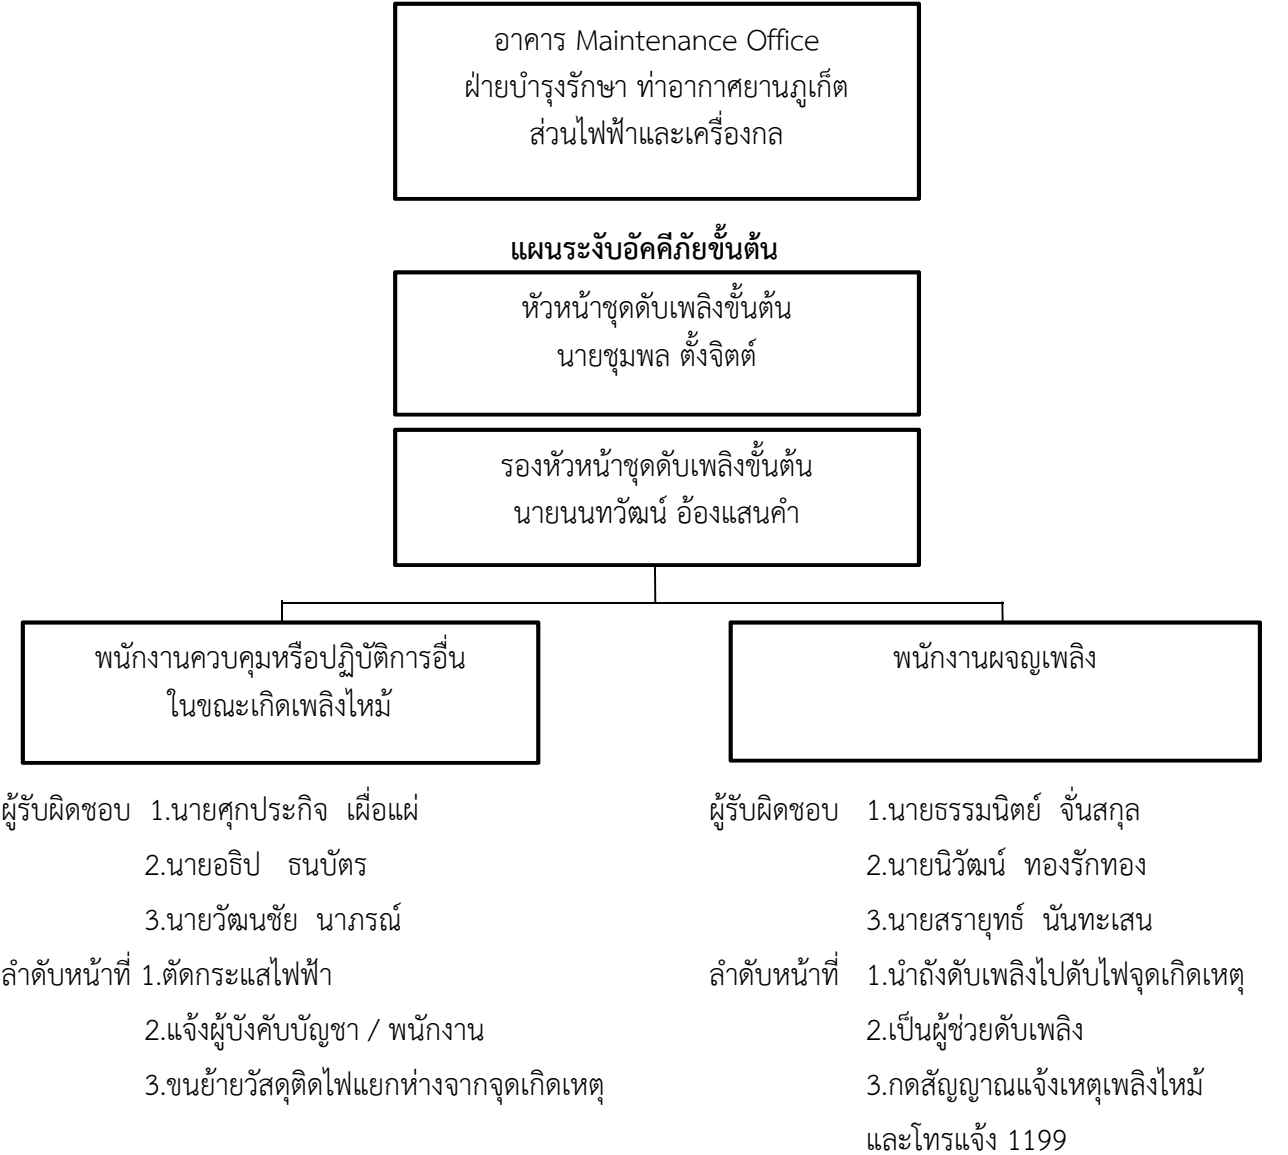 อาคาร Maintenance Office
ฝ่ายบำรุงรักษา ท่าอากาศยานภูเก็ต
ส่วนไฟฟ้าและเครื่องกล
แผนระงับอัคคีภัยขั้นต้น
หัวหน้าชุดดับเพลิงขั้นต้น
นายชุมพล ตั้งจิตต์
รองหัวหน้าชุดดับเพลิงขั้นต้น
นายนนทวัฒน์ อ้องแสนคำ
พนักงานควบคุมหรือปฏิบัติการอื่น
ในขณะเกิดเพลิงไหม้
ผู้รับผิดชอบ 1.นายศุกประกิจ เผื่อแผ่
2.นายอธิป ธนบัตร
3.นายวัฒนชัย นาภรณ์
ลำดับหน้าที่ 1.ตัดกระแสไฟฟ้า
2.แจ้งผู้บังคับบัญชา / พนักงาน
3.ขนย้ายวัสดุติดไฟแยกห่างจากจุดเกิดเหตุ
พนักงานผจญเพลิง
ผู้รับผิดชอบ 1.นายธรรมนิตย์ จั่นสกุล
2.นายนิวัฒน์ ทองรักทอง
3.นายสรายุทธ์ นันทะเสน
ลำดับหน้าที่ 1.นำถังดับเพลิงไปดับไฟจุดเกิดเหตุ
2.เป็นผู้ช่วยดับเพลิง
3.กดสัญญาณแจ้งเหตุเพลิงไหม้
และโทรแจ้ง 1199